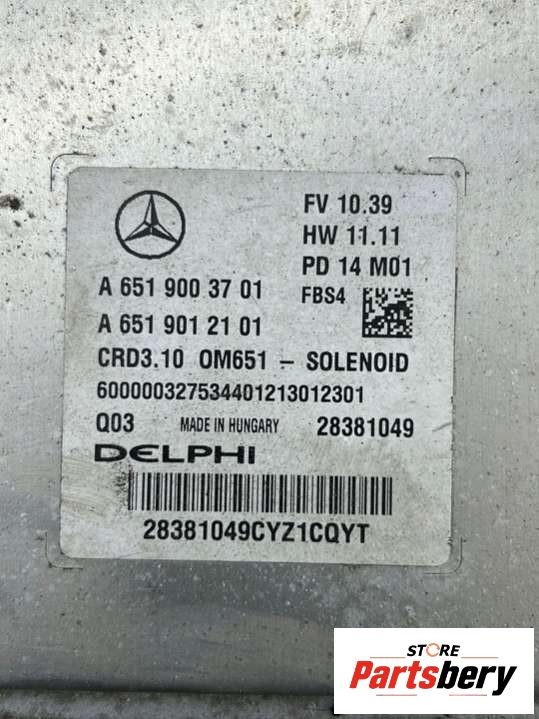 FV 10.39
HW 11.11
PD 14 M01
A 651 900 37 01
FBS4
A 651 901 21 01
CRD3.10 OM651 - SOLENOID
600000327534401213012301
Q03 MADE IN HUNGARY 28381049
DELPHI
28381049CYZ1CQYT
STORE
Partsbery